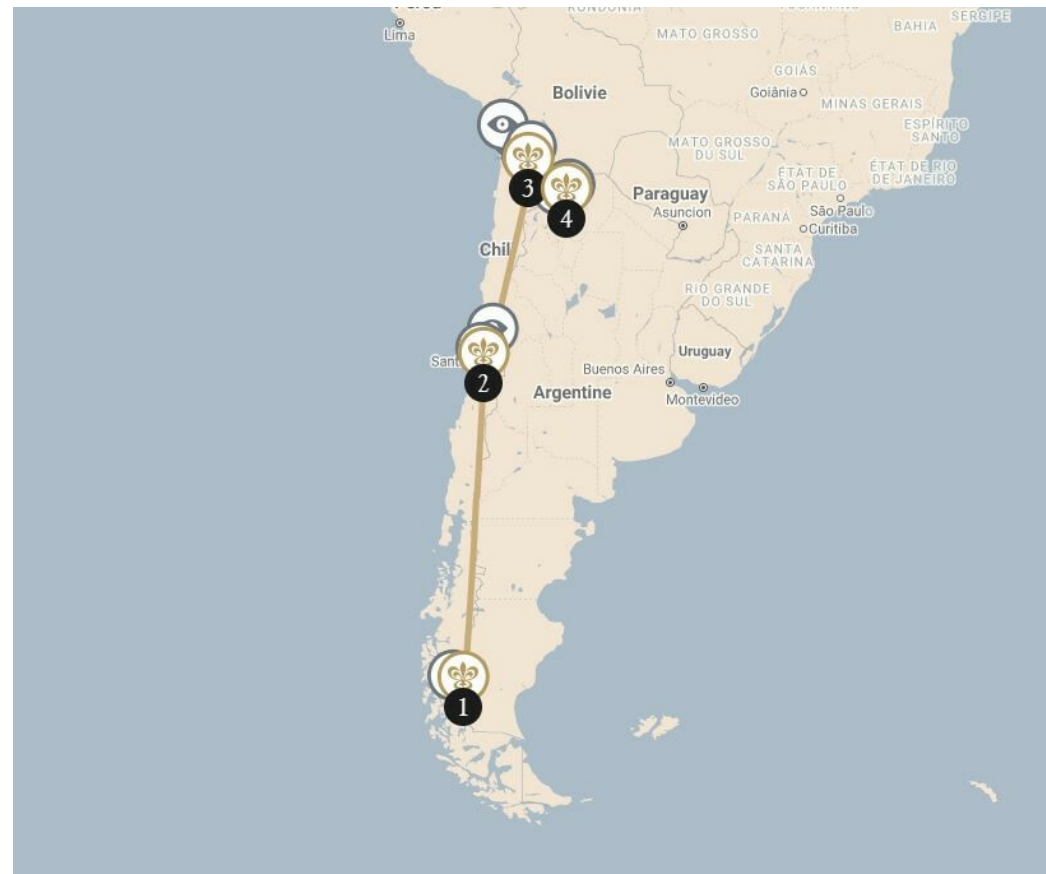 Lima
MATO GROSSO
BAHIA
SERGIPE
GOIÁS
Bolivie
Goiânia
MINAS GERAIS
ESPÍRITO
SANTO
MATO GROSSO
DU SUL
ÉTAT DE RIO
DE JANEIRO
ÉTAT DE
SÃO PAULO
3
Paraguay
Asuncion
PARANÁ
São Paulo
4
Curitiba
Chil
SANTA
CATARINA
RIO GRANDE
DO SUL
Sant
Uruguay
Buenos Aires
2
Argentine
Montevideo
1